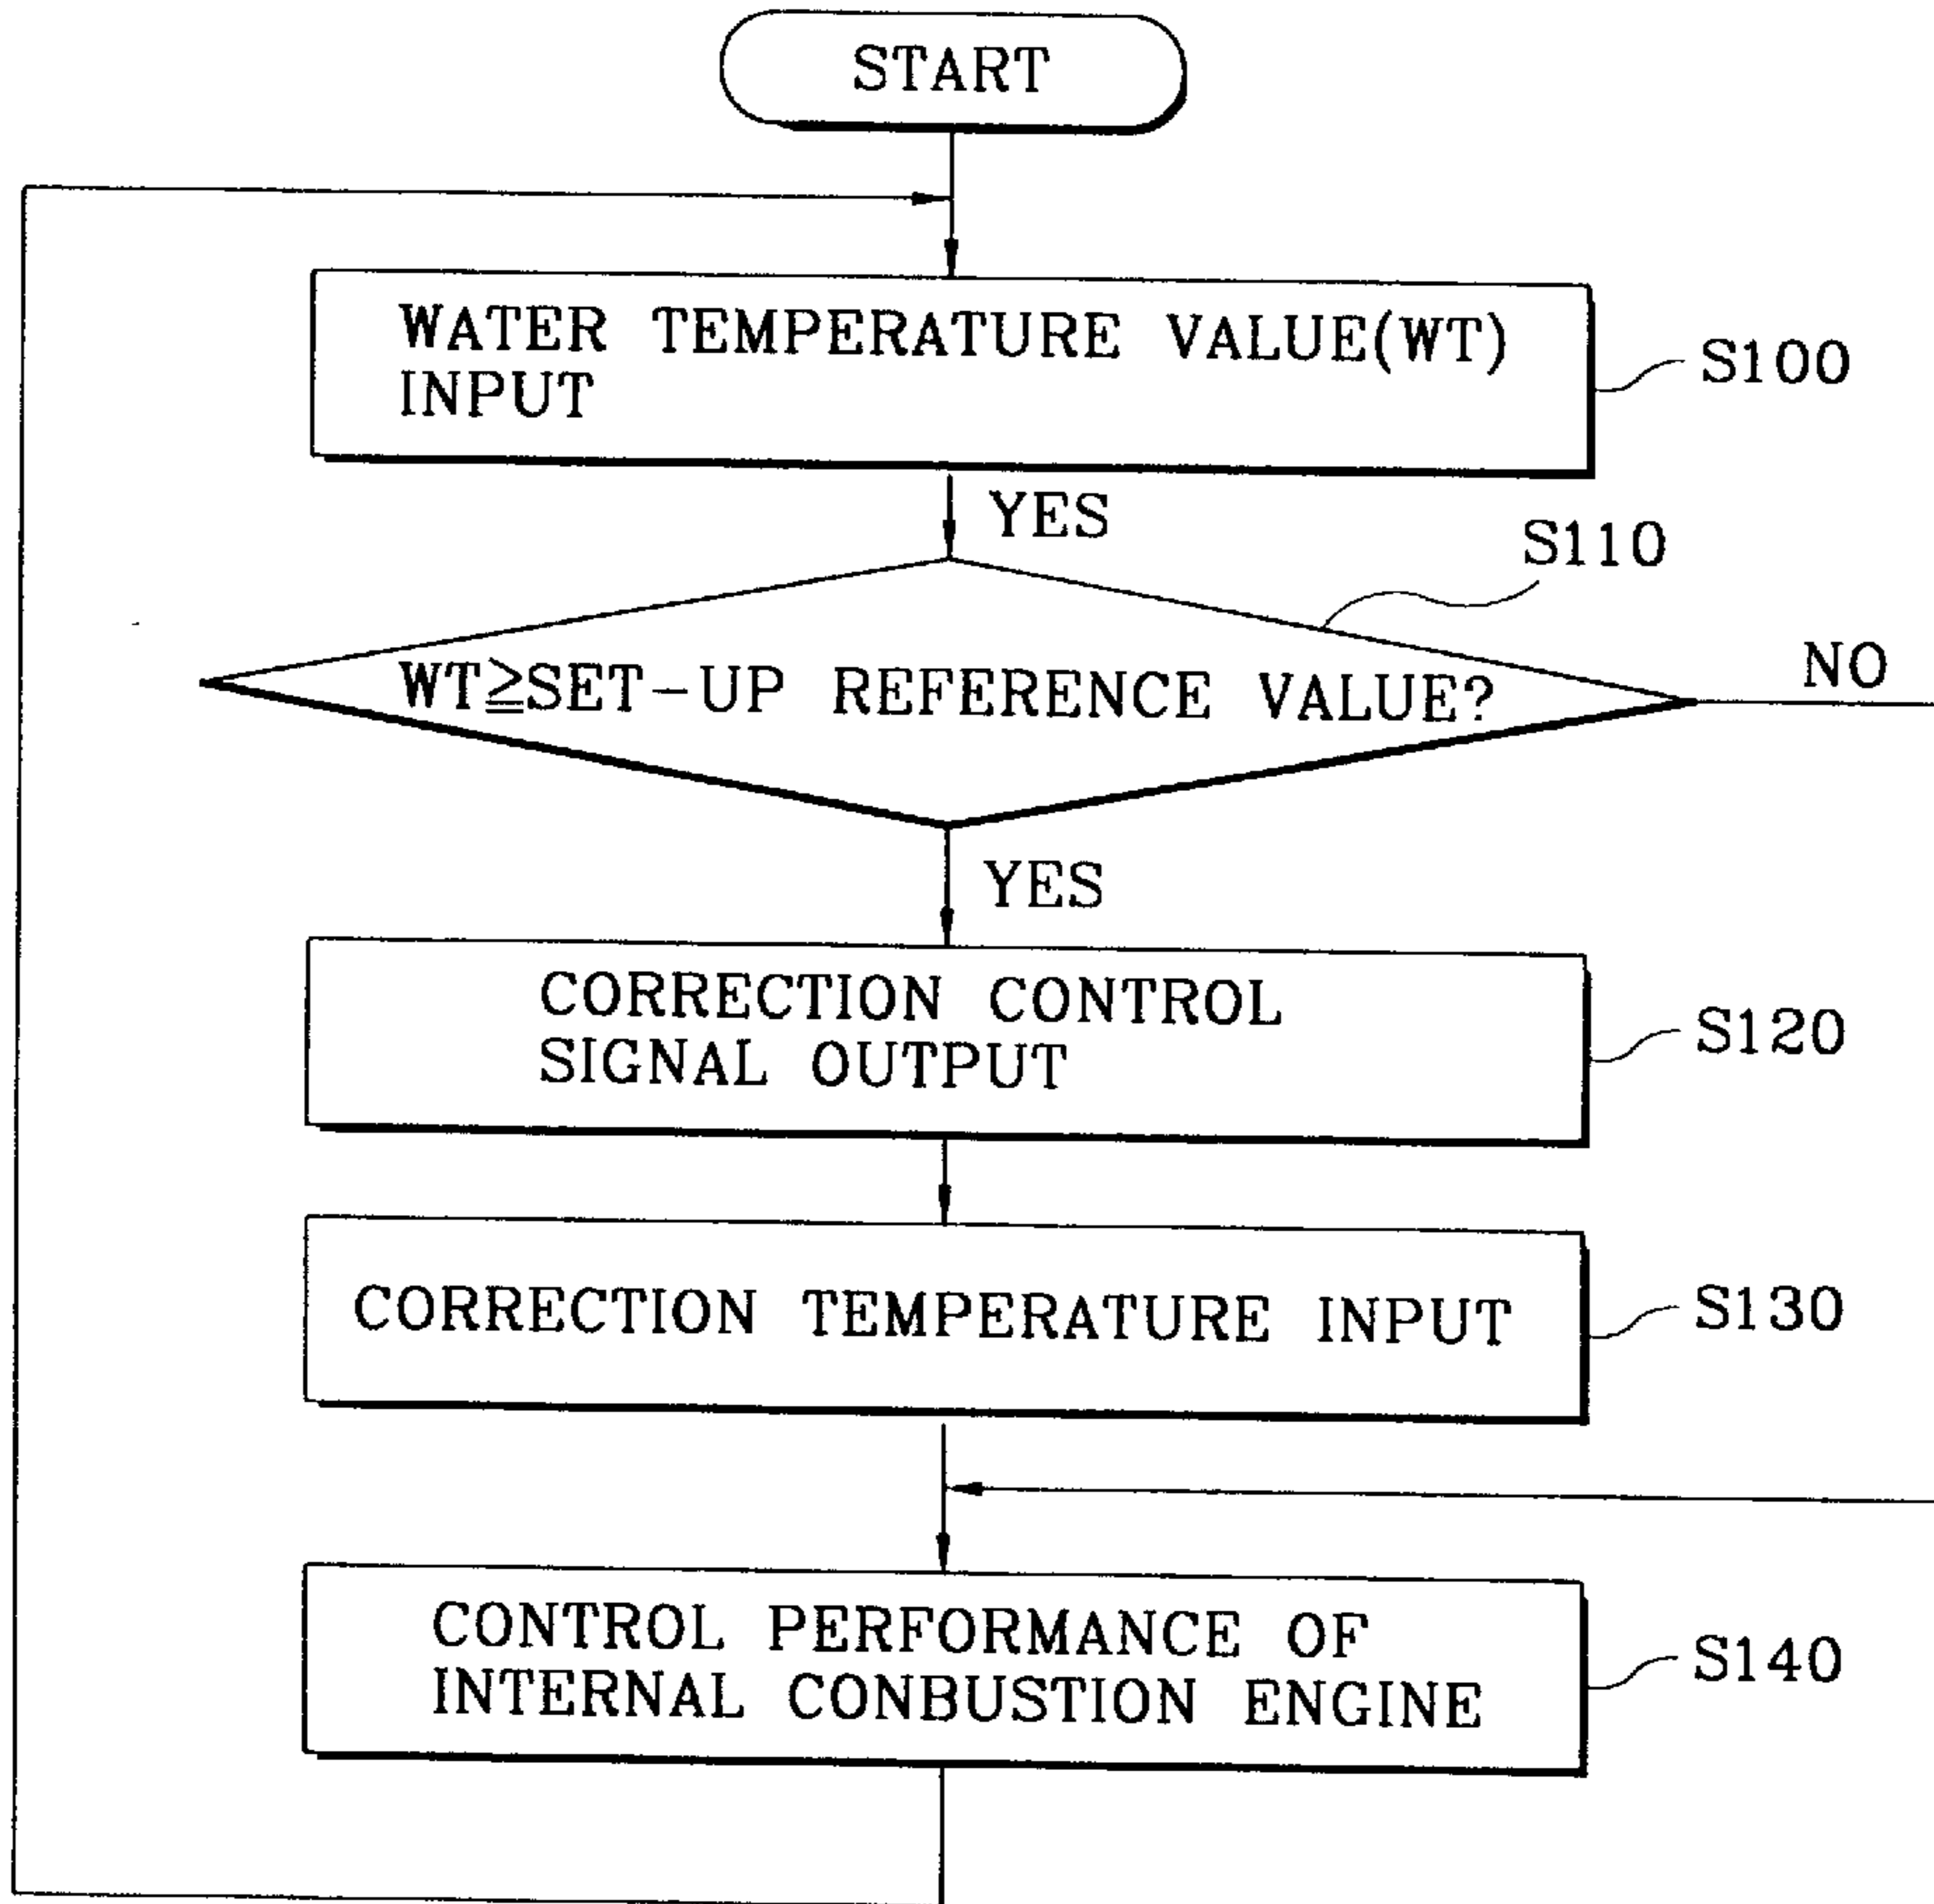 START
WATER TEMPERATURE VALUE(WT)
INPUT
S100
YES
S110
WT≧SET-UP REFERENCE VALUE?
NO
YES
CORRECTION CONTROL
SIGNAL OUTPUT
S120
CORRECTION TEMPERATURE INPUT
S130
CONTROL PERFORMANCE OF
INTERNAL CONBUSTION ENGINE
S140